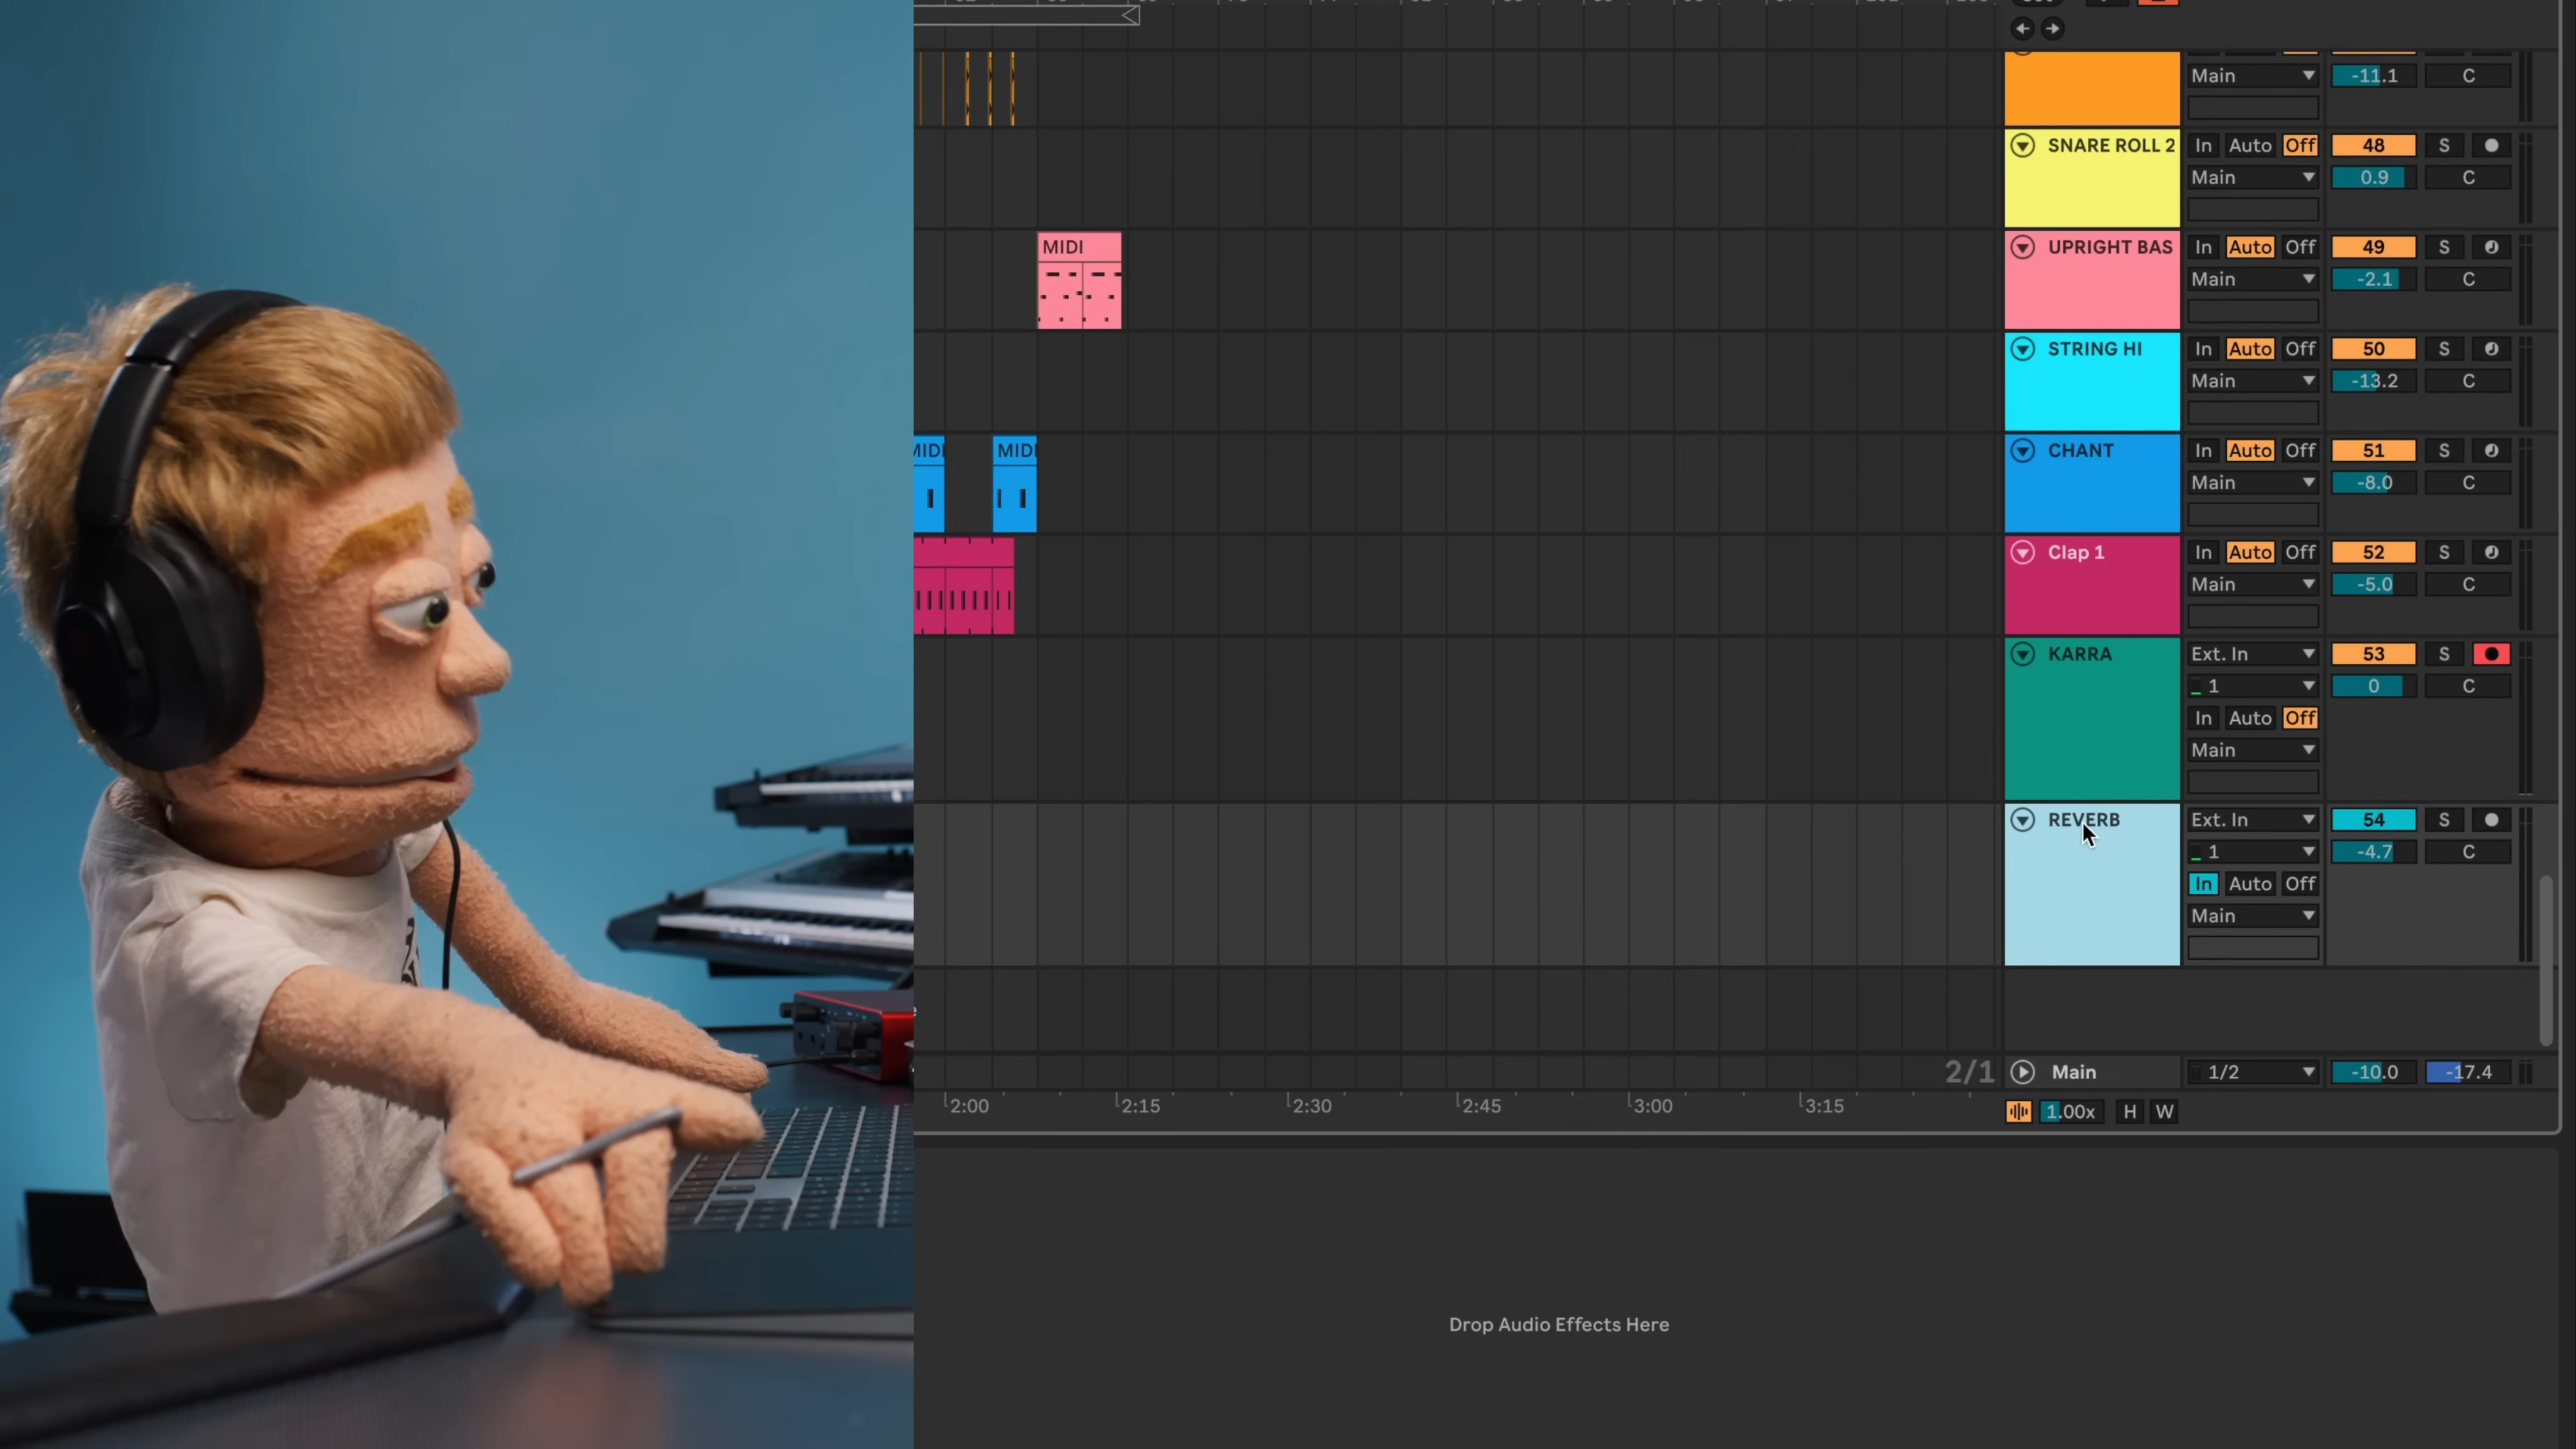 Main -11.1 C
SNARE ROLL 2 In Auto Off 48 S
Main 0.9 C
MIDI UPRIGHT BAS In Auto Off 49 S
Main -2.1 C
STRING HI In Auto Off 50 S
Main -13.2 C
MIDI MIDI CHANT In Auto Off 51 S
Main -8.0 C
Clap 1 In Auto Off 52 S
Main -5.0 C
KARRA Ext. In 53 S
1 0 C
In Auto Off
Main
REVERB Ext. In 54 S
1 -4.7 C
In Auto Off
Main
2/1 Main 1/2 -10.0 -17.4
2:00 2:15 2:30 2:45 3:00 3:15 1.00x H W
Drop Audio Effects Here